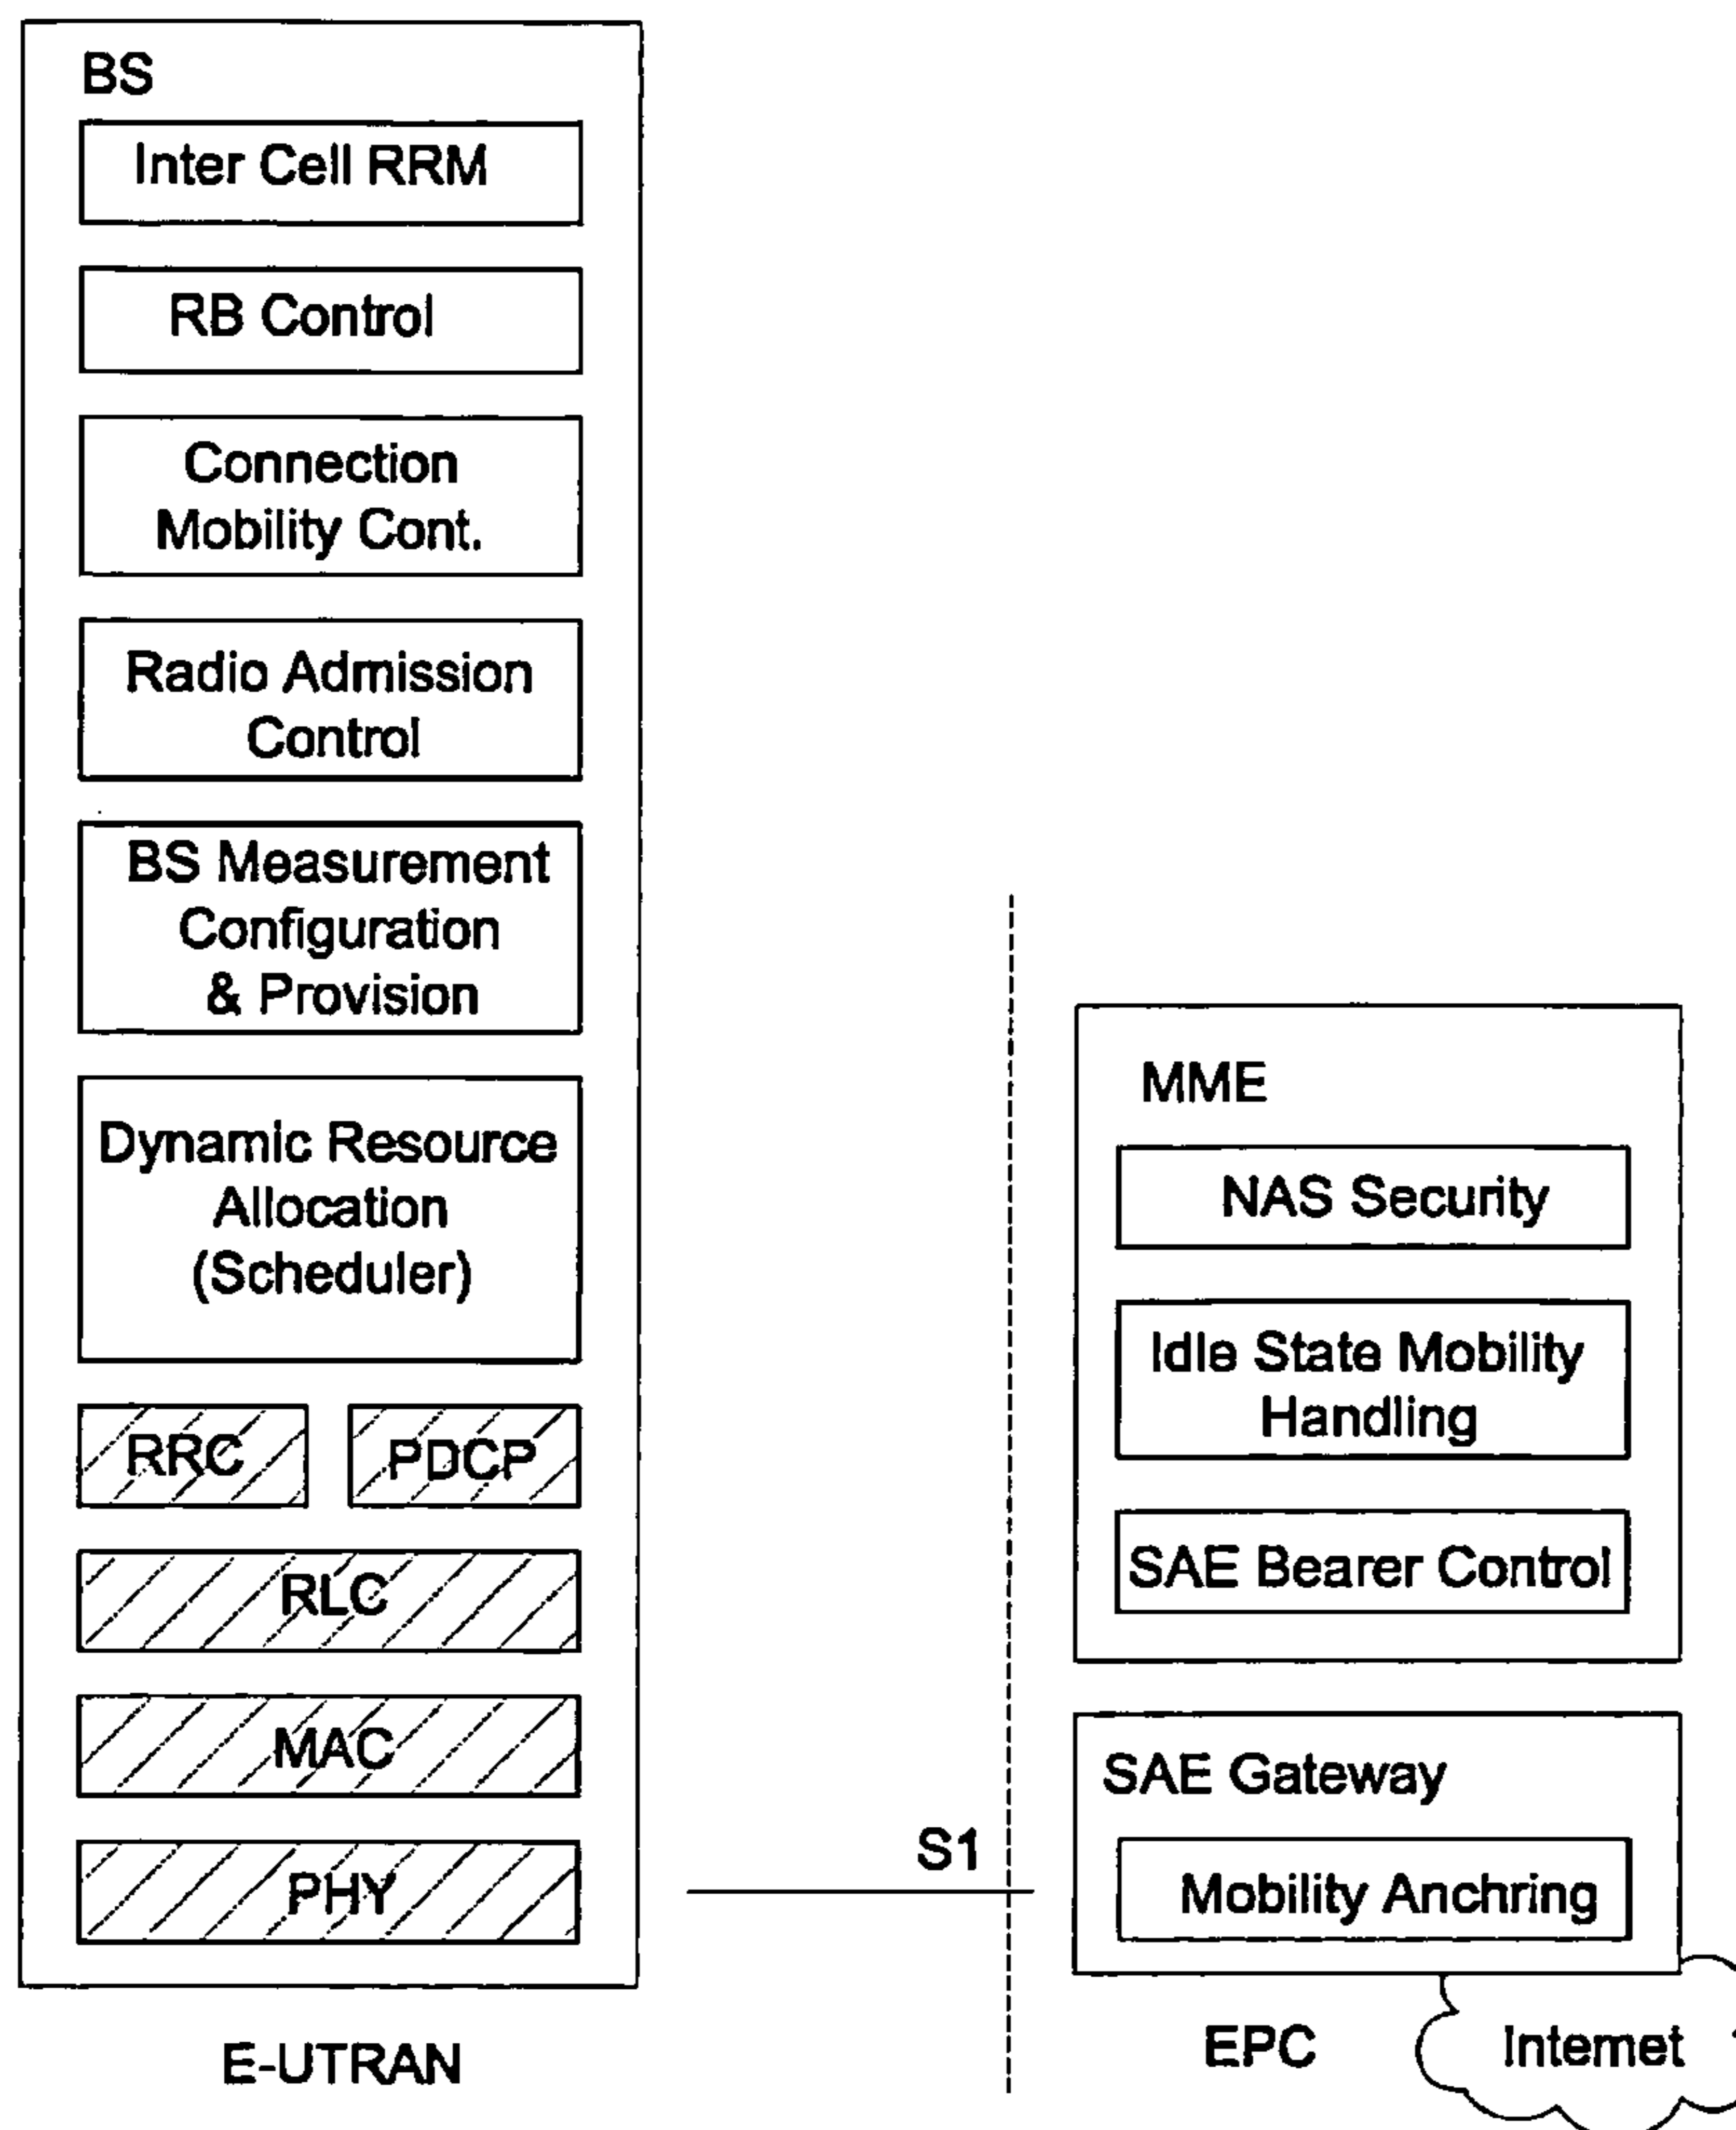 BS
Inter Cell RRM
RB Control
Connection
Mobility Cont.
Radio Admission
Control
BS Measurement
Configuration
& Provision
Dynamic Resource
Allocation
(Scheduler)
RRC
PDCP
RLC
MAC
PHY
E-UTRAN
S1
MME
NAS Security
Idle State Mobility
Handling
SAE Bearer Control
SAE Gateway
Mobility Anchring
EPC
Internet